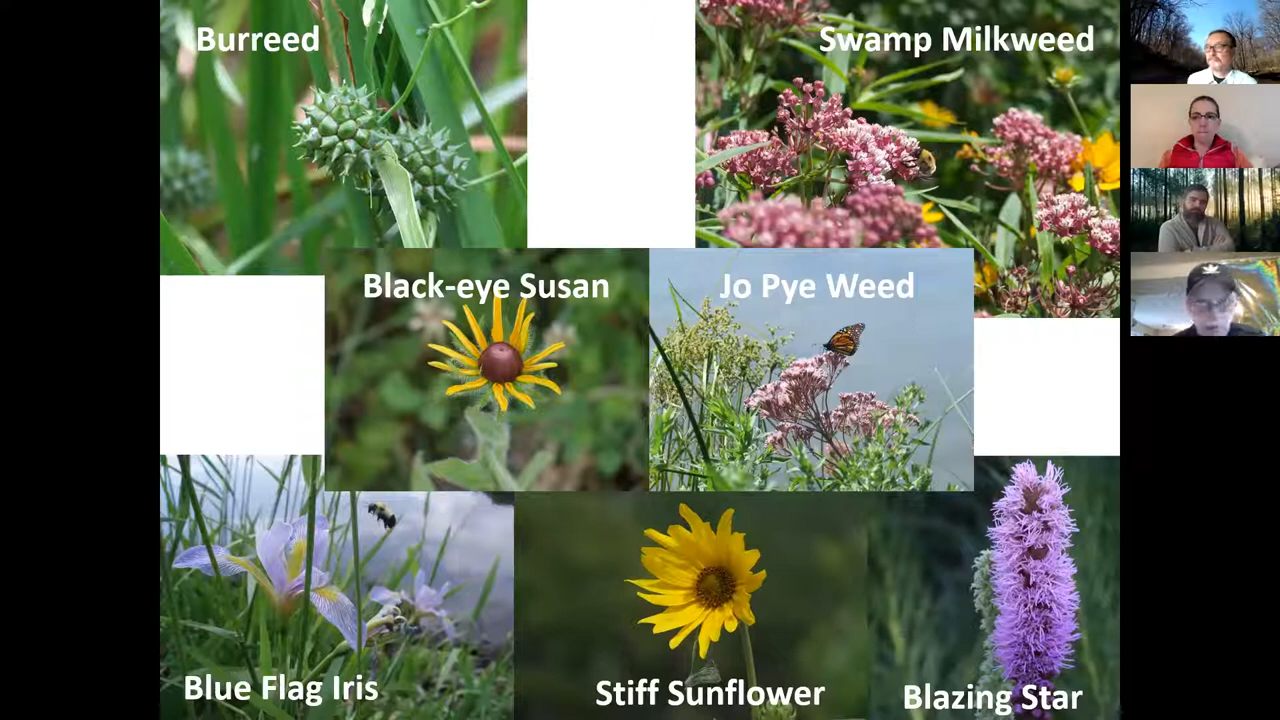 Burreed
Swamp Milkweed
Black-eye Susan
Jo Pye Weed
Blue Flag Iris
Stiff Sunflower
Blazing Star